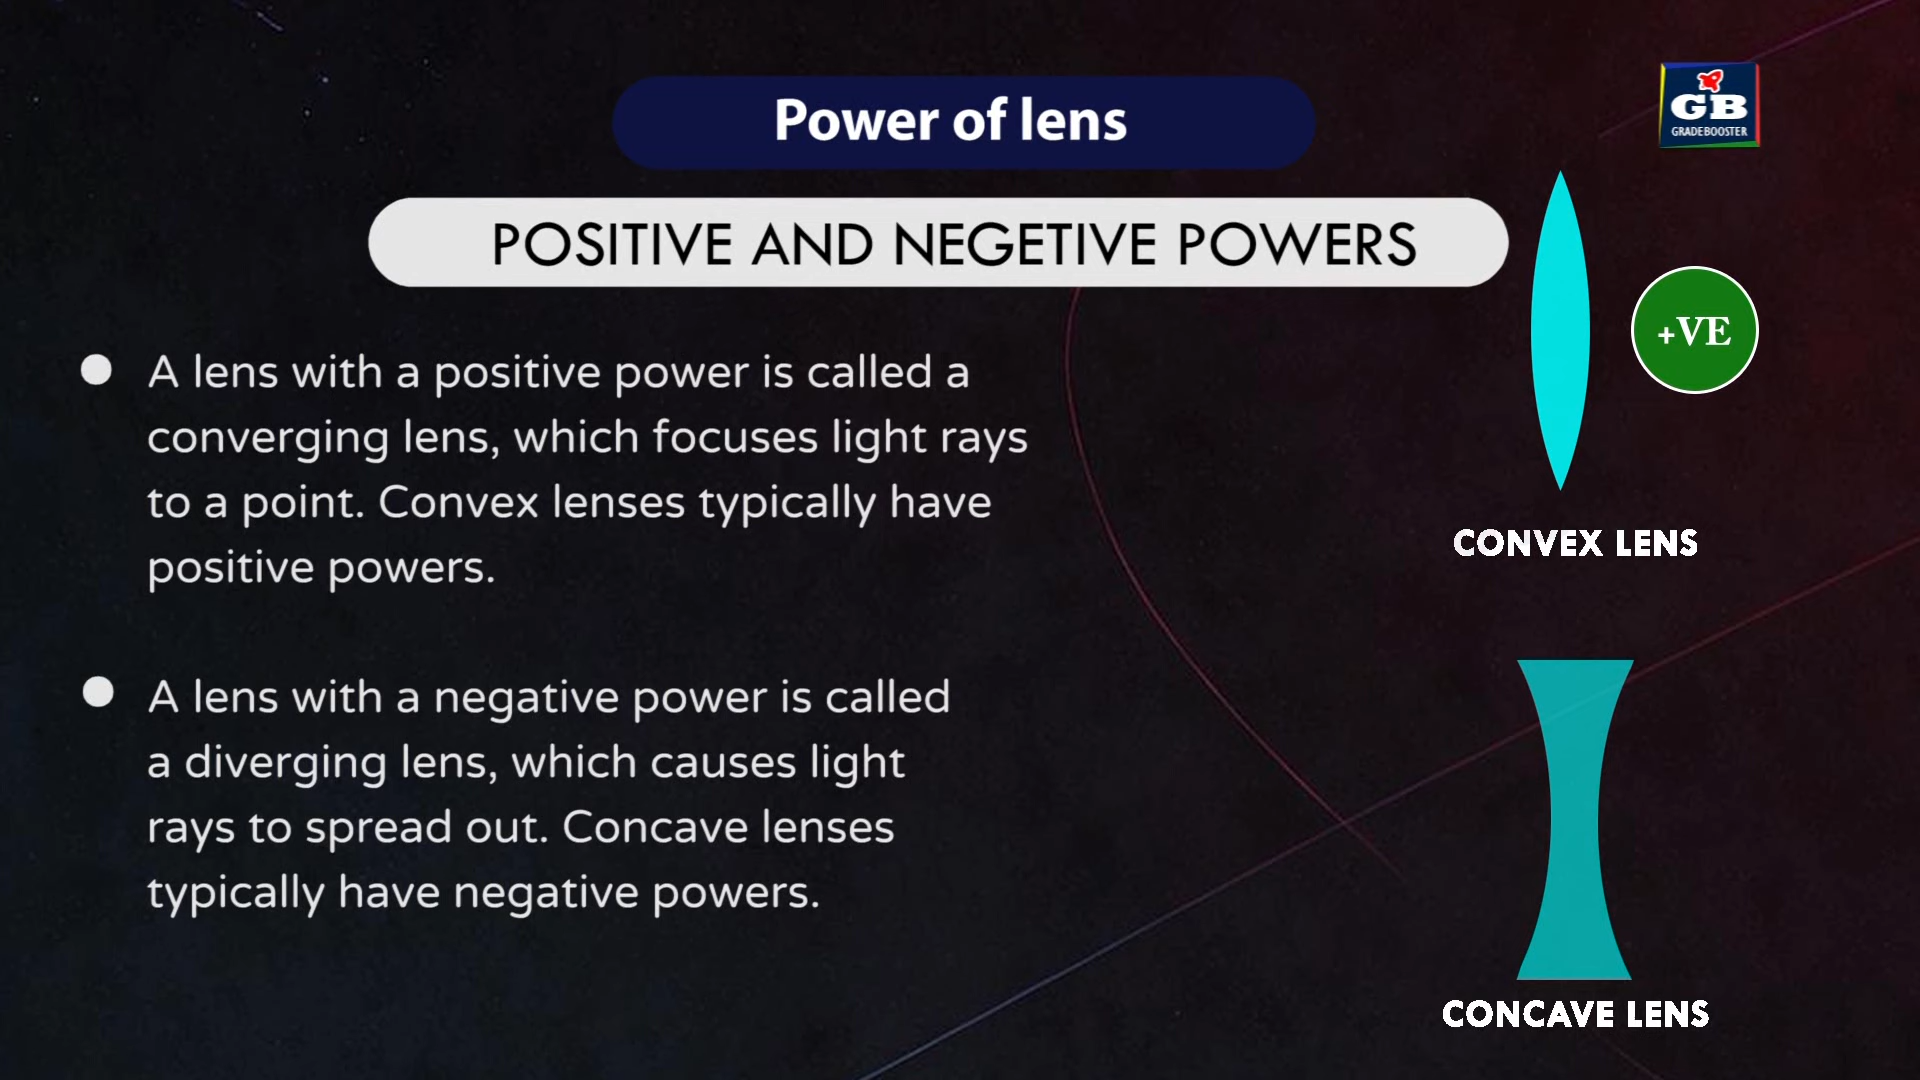 Power of lens
GB
GRADEBOOSTER
POSITIVE AND NEGETIVE POWERS
+VE
● A lens with a positive power is called a
converging lens, which focuses light rays
to a point. Convex lenses typically have
positive powers.
CONVEX LENS
● A lens with a negative power is called
a diverging lens, which causes light
rays to spread out. Concave lenses
typically have negative powers.
CONCAVE LENS